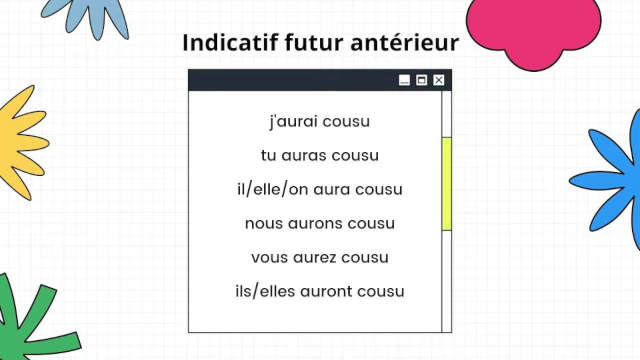 Indicatif futur antérieur
j'aurai cousu
tu auras cousu
il/elle/on aura cousu
nous aurons cousu
vous aurez cousu
ils/elles auront cousu